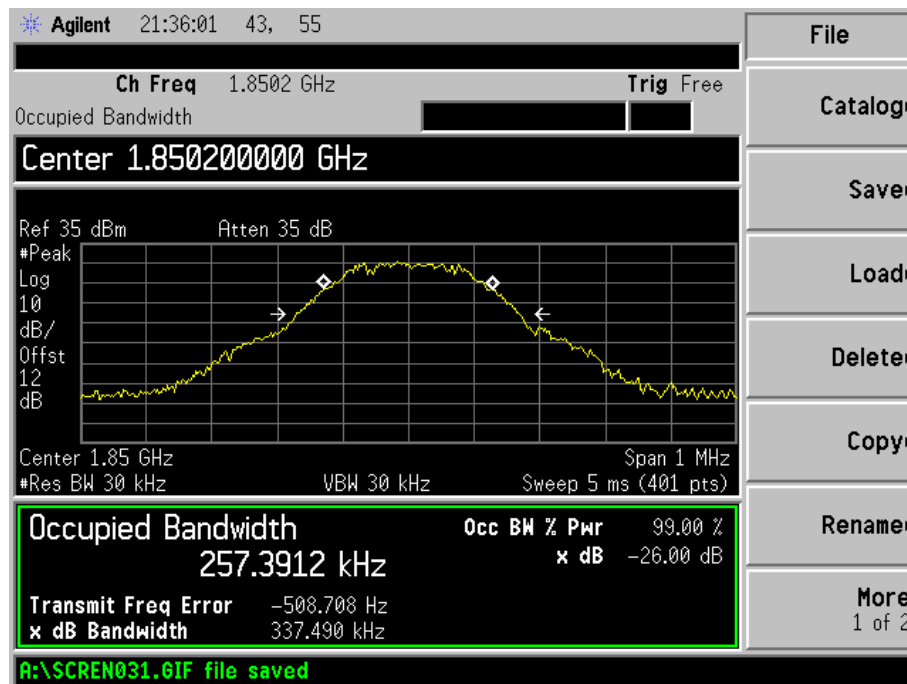 Agilent 21:36:01 43, 55
File
Ch Freq 1.8502 GHz Trig Free
Occupied Bandwidth
Catalog
Center 1.850200000 GHz
Save
Ref 35 dBm Atten 35 dB
#Peak
Log
10
dB/
Offst
12
dB
Load
Delete
Copy
Center 1.85 GHz Span 1 MHz
#Res BW 30 kHz VBW 30 kHz Sweep 5 ms (401 pts)
Occupied Bandwidth
257.3912 kHz
Occ BW % Pwr 99.00 %
x dB -26.00 dB
Rename
Transmit Freq Error -508.708 Hz
x dB Bandwidth 337.490 kHz
More
1 of 2
A:\SCREN031.GIF file saved